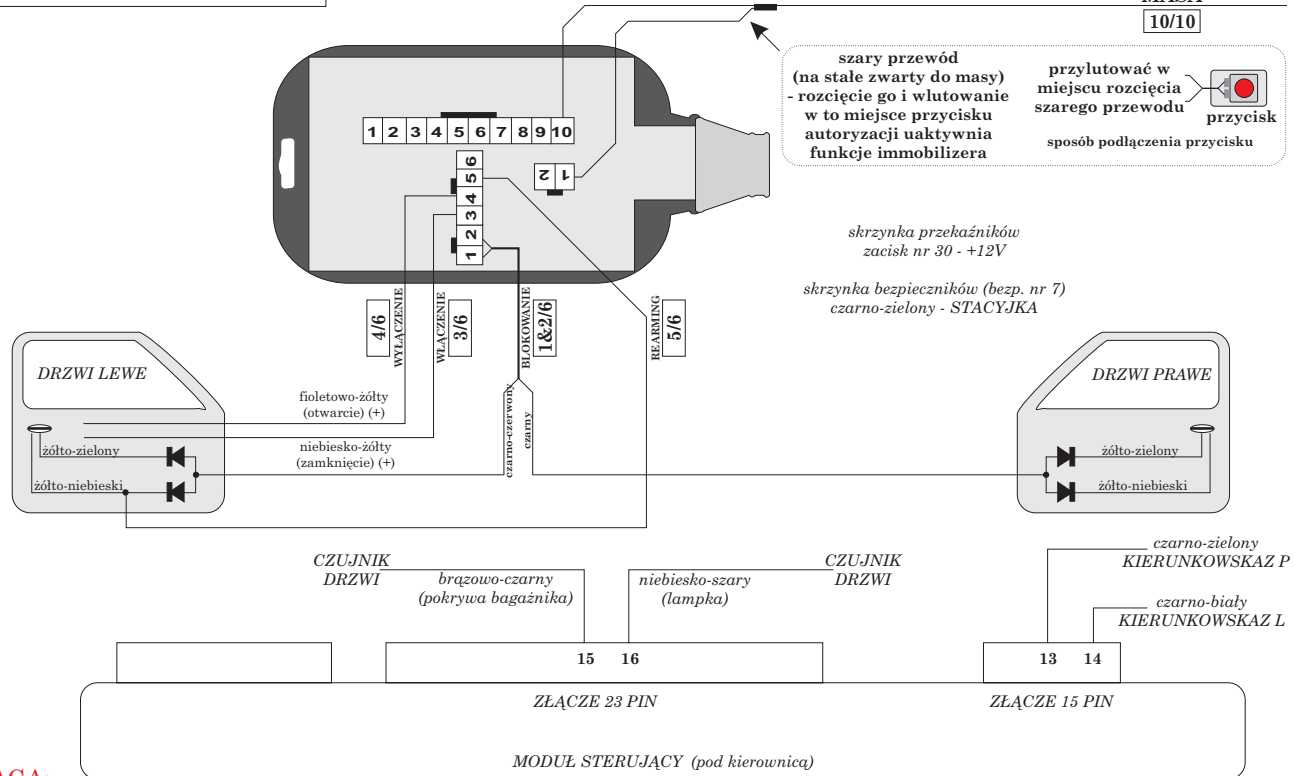 MASA
10/10
szary przewód
(na stałe zwarty do masy)
- rozcięcie go i wlutowanie
w to miejsce przycisku
autoryzacji uaktywnia
funkcje immobilizera
przylutować w
miejscu rozcięcia
szarego przewodu
przycisk
sposób podłączenia przycisku
1 2 3 4 5 6 7 8 9 10
1 2 3 4 5 6
2 1
skrzynka przekaźników
zacisk nr 30 - +12V
skrzynka bezpieczników (bezp. nr 7)
czarno-zielony - STACYJKA
4/6
WYŁĄCZENIE
WŁĄCZENIE
3/6
BLOKOWANIE
1&2/6
REARMING
5/6
DRZWI LEWE
fioletowo-żółty
(otwarcie) (+)
niebiesko-żółty
(zamknięcie) (+)
żółto-zielony
żółto-niebieski
czarno-czerwony
czarny
DRZWI PRAWE
żółto-zielony
żółto-niebieski
CZUJNIK
DRZWI
brązowo-czarny
(pokrywa bagażnika)
niebiesko-szary
(lampka)
CZUJNIK
DRZWI
czarno-zielony
KIERUNKOWSKAZ P
czarno-biały
KIERUNKOWSKAZ L
15 16
13 14
ZŁĄCZE 23 PIN
ZŁĄCZE 15 PIN
MODUŁ STERUJĄCY (pod kierownicą)